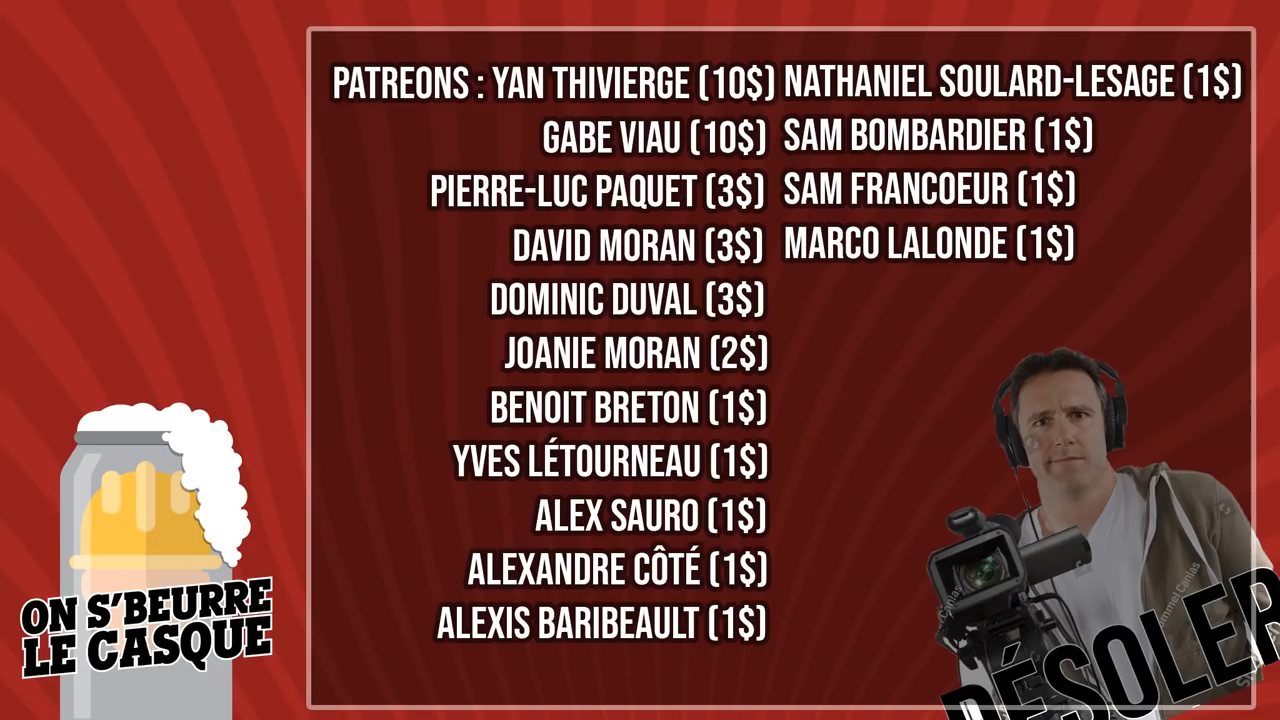 PATREONS : YAN THIVIERGE (10$)
GABE VIAU (10$)
PIERRE-LUC PAQUET (3$)
DAVID MORAN (3$)
DOMINIC DUVAL (3$)
JOANIE MORAN (2$)
BENOIT BRETON (1$)
YVES LÉTOURNEAU (1$)
ALEX SAURO (1$)
ALEXANDRE CÔTÉ (1$)
ALEXIS BARIBEAULT (1$)
NATHANIEL SOULARD-LESAGE (1$)
SAM BOMBARDIER (1$)
SAM FRANCOEUR (1$)
MARCO LALONDE (1$)
ON S'BEURRE
LE CASQUE
DÉSOLER